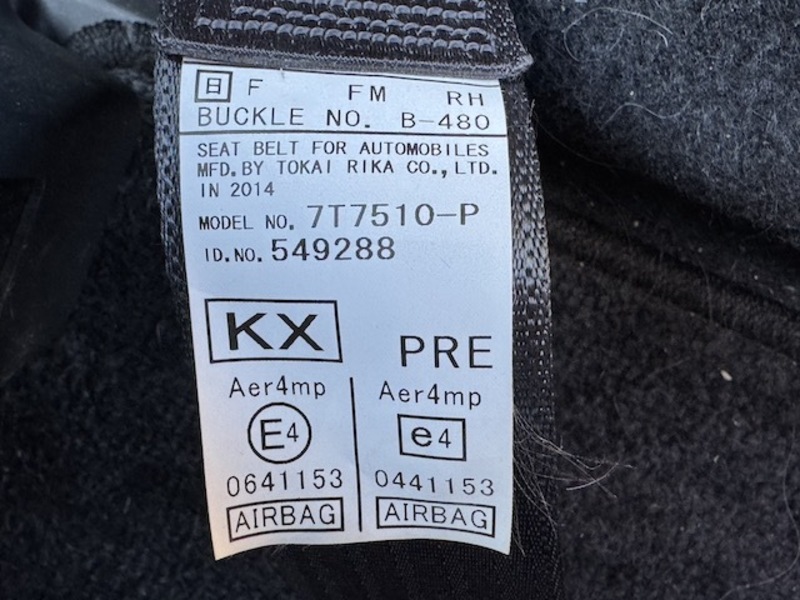 日 F FM RH
BUCKLE NO. B-480
SEAT BELT FOR AUTOMOBILES
MFD. BY TOKAI RIKA CO., LTD.
IN 2014
MODEL NO. 7T7510-P
ID.NO. 549288
KX PRE
Aer4mp Aer4mp
E4 e4
0641153 0441153
AIRBAG AIRBAG